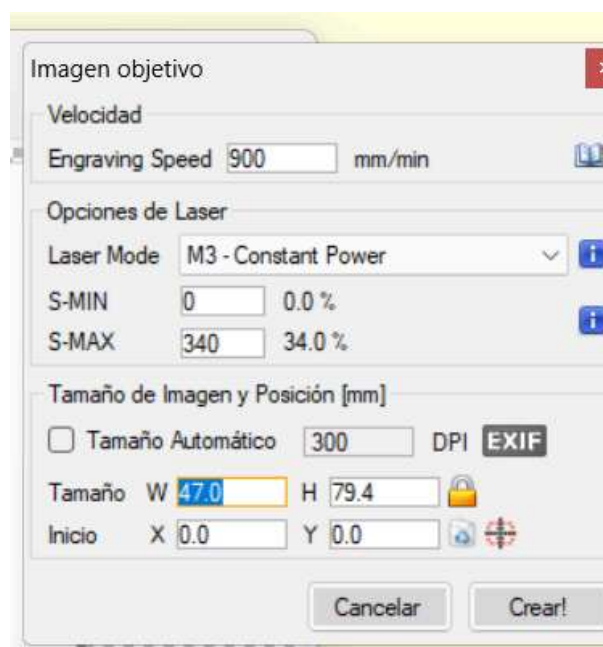 Imagen objetivo
Velocidad
Engraving Speed 900 mm/min
Opciones de Laser
Laser Mode M3 - Constant Power
S-MIN 0 0.0 %
S-MAX 340 34.0 %
Tamaño de Imagen y Posición [mm]
Tamaño Automático 300 DPI EXIF
Tamaño W 47.0 H 79.4
Inicio X 0.0 Y 0.0
Cancelar Crear!